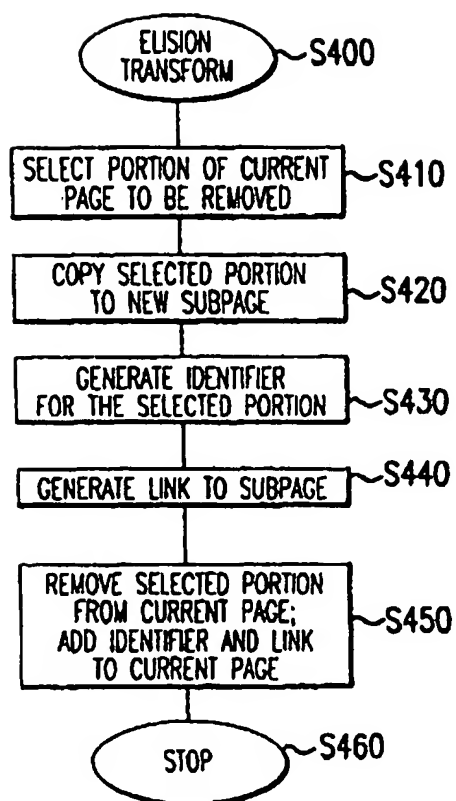 ELISION
TRANSFORM
S400
SELECT PORTION OF CURRENT
PAGE TO BE REMOVED
S410
COPY SELECTED PORTION
TO NEW SUBPAGE
S420
GENERATE IDENTIFIER
FOR THE SELECTED PORTION
S430
GENERATE LINK TO SUBPAGE
S440
REMOVE SELECTED PORTION
FROM CURRENT PAGE;
ADD IDENTIFIER AND LINK
TO CURRENT PAGE
S450
STOP
S460